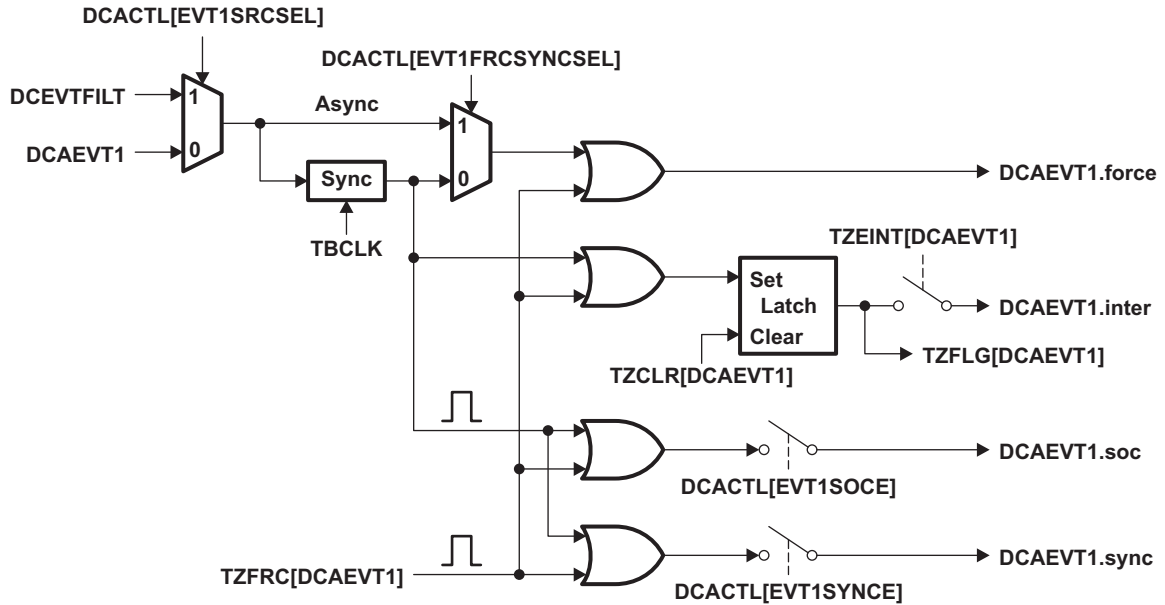 DCACTL[EVT1SRCSEL]
DCACTL[EVT1FRCSYNCSEL]
DCEVTFILT
1
Async
1
DCAEVT1
0
Sync
0
DCAEVT1.force
TBCLK
TZEINT[DCAEVT1]
Set
Latch
DCAEVT1.inter
Clear
TZFLG[DCAEVT1]
TZCLR[DCAEVT1]
DCAEVT1.soc
DCACTL[EVT1SOCE]
DCAEVT1.sync
TZFRC[DCAEVT1]
DCACTL[EVT1SYNCE]